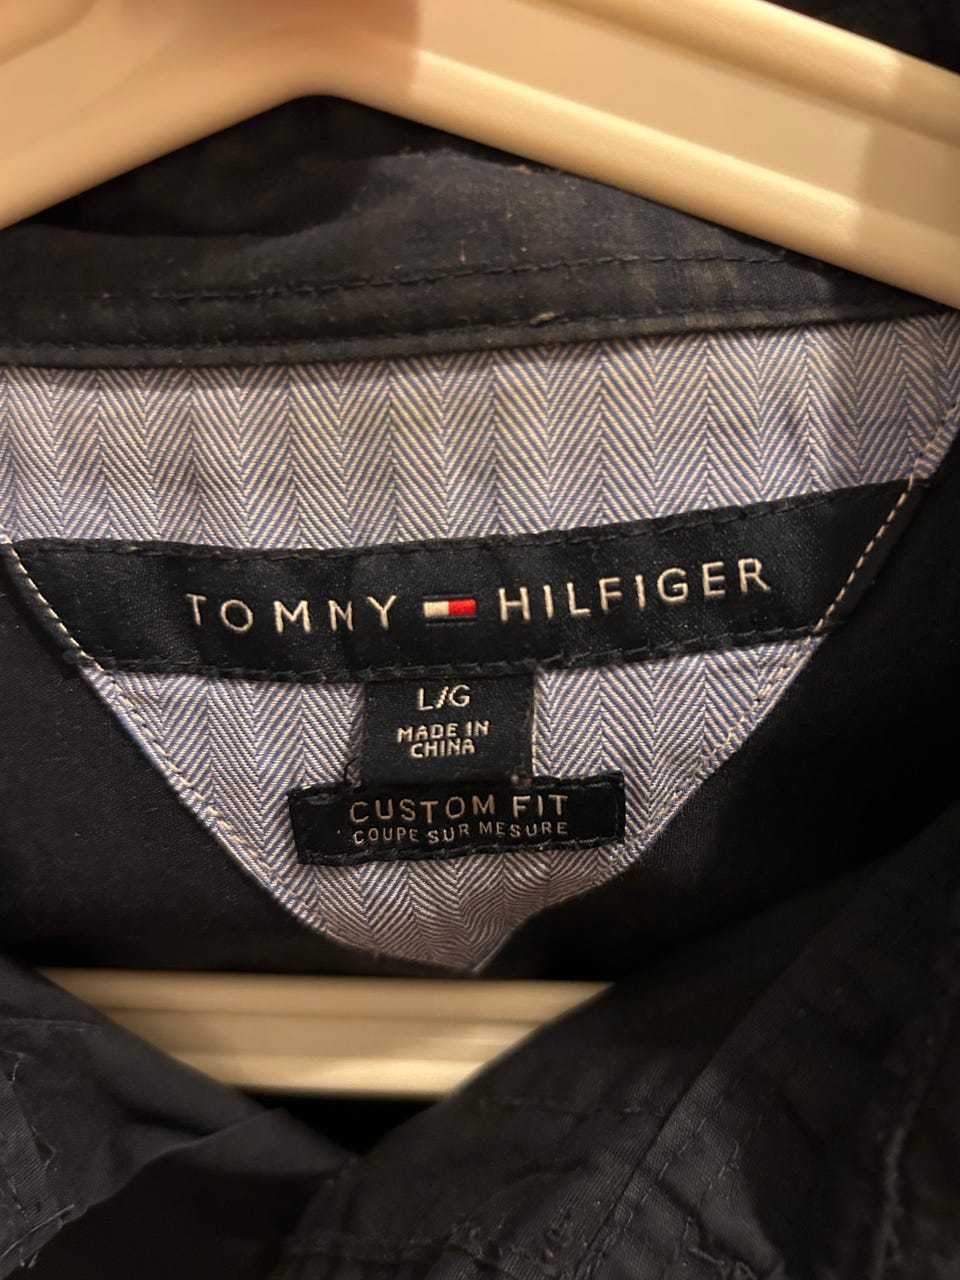 TOMMY HILFIGER
L/G
MADE IN
CHINA
CUSTOM FIT
COUPE SUR MESURE